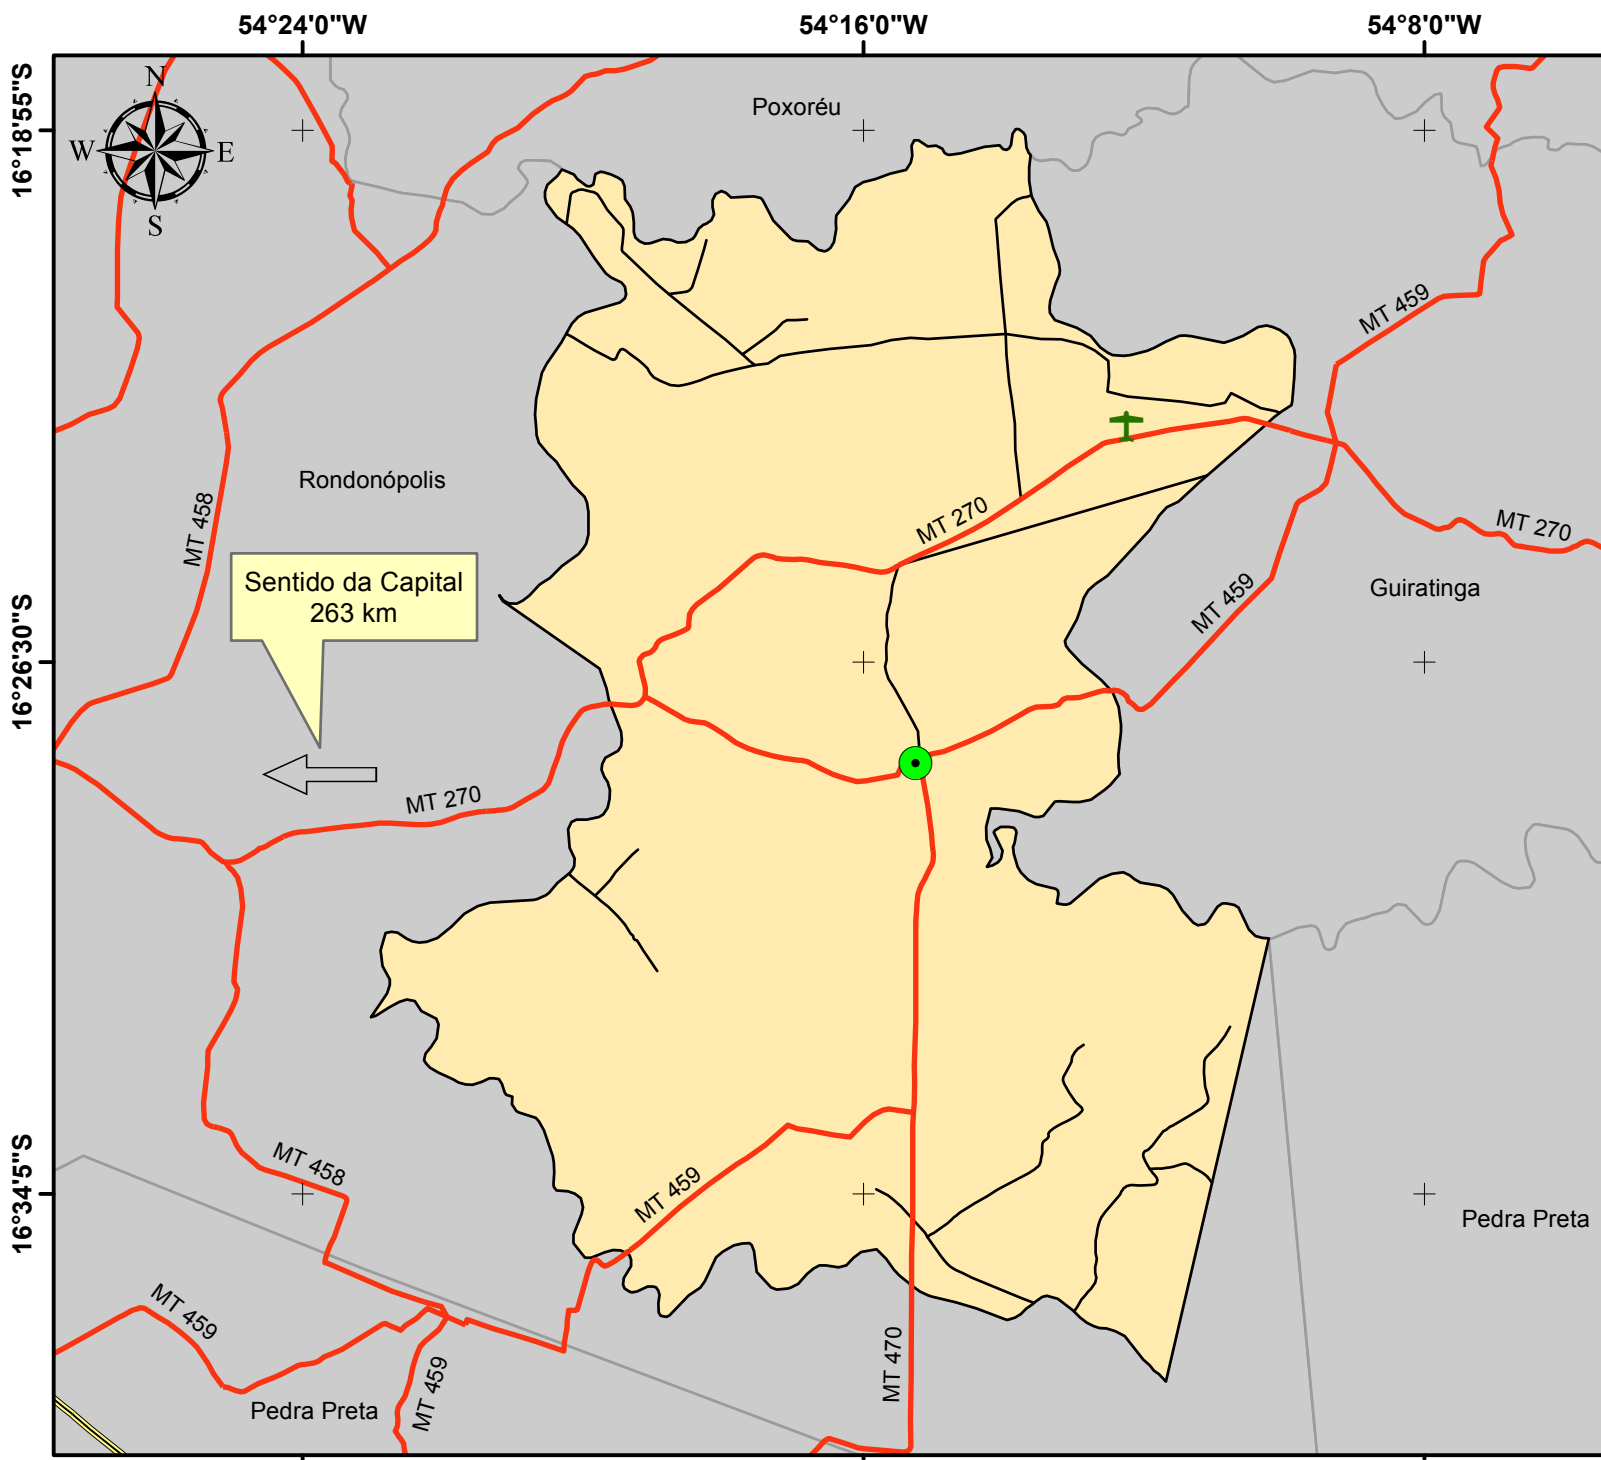 54°24'0"W
54°16'0"W
54°8'0"W
16°18'55"S
N
W
E
S
Poxoréu
MT 459
Rondonópolis
MT 458
MT 270
MT 270
Sentido da Capital
263 km
Guiratinga
MT 459
16°26'30"S
MT 270
MT 458
MT 459
16°34'5"S
Pedra Preta
MT 459
MT 470
MT 459
Pedra Preta